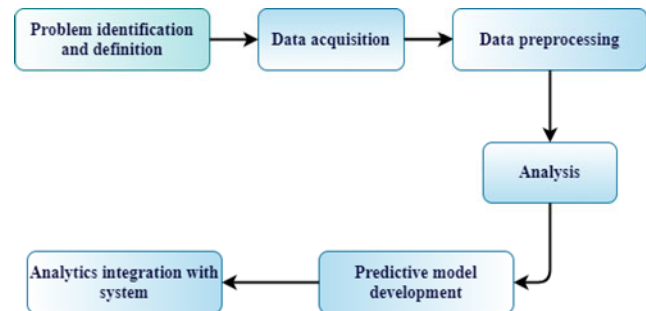 Problem identification
and definition
Data acquisition
Data preprocessing
Analysis
Predictive model
development
Analytics integration with
system